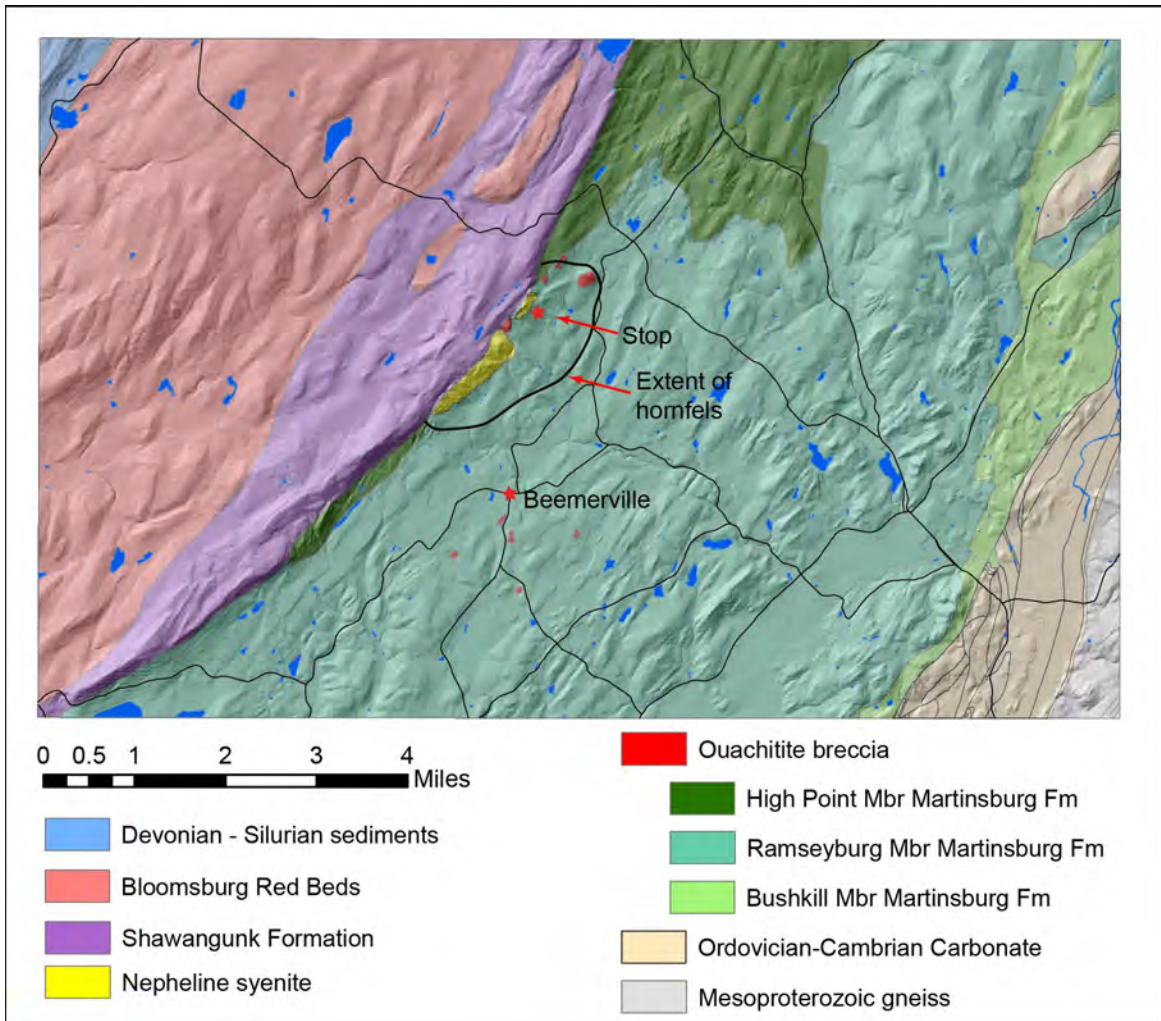 Stop
Extent of
hornfels
Beemerville
0 0.5 1 2 3 4
Miles
Devonian - Silurian sediments
Bloomsburg Red Beds
Shawangunk Formation
Nepheline syenite
Ouachitite breccia
High Point Mbr Martinsburg Fm
Ramseyburg Mbr Martinsburg Fm
Bushkill Mbr Martinsburg Fm
Ordovician-Cambrian Carbonate
Mesoproterozoic gneiss